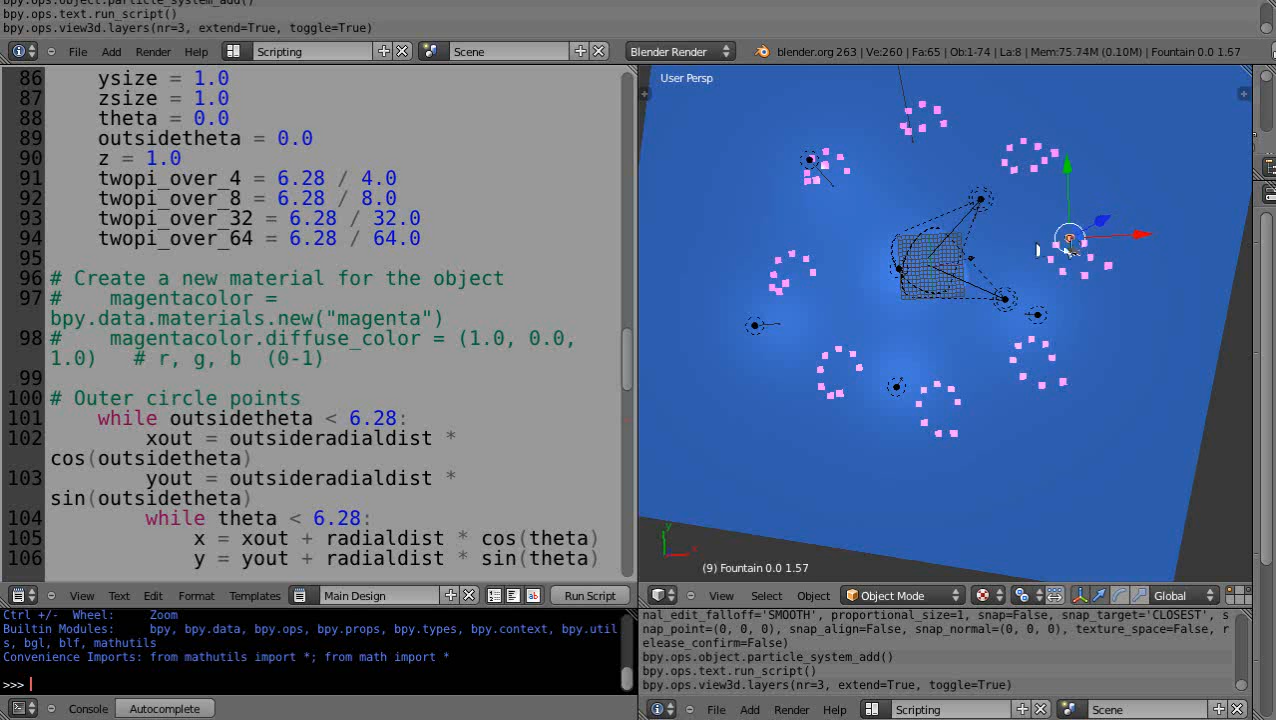 bpy.ops.object.particle_system_add()
bpy.ops.text.run_script()
bpy.ops.view3d.layers(nr=3, extend=True, toggle=True)
File Add Render Help Scripting Scene Blender Render blender.org 263 | Ve:260 | Fa:65 | Ob:1-74 | La:8 | Mem:75.74M (0.10M) | Fountain 0.0 1.57
86 ysize = 1.0
87 zsize = 1.0
88 theta = 0.0
89 outsidetheta = 0.0
90 z = 1.0
91 twopi_over_4 = 6.28 / 4.0
92 twopi_over_8 = 6.28 / 8.0
93 twopi_over_32 = 6.28 / 32.0
94 twopi_over_64 = 6.28 / 64.0
95
96 # Create a new material for the object
97 # magentacolor =
bpy.data.materials.new("magenta")
98 # magentacolor.diffuse_color = (1.0, 0.0,
1.0) # r, g, b (0-1)
99
100 # Outer circle points
101 while outsidetheta < 6.28:
102 xout = outsideradialdist *
cos(outsidetheta)
103 yout = outsideradialdist *
sin(outsidetheta)
104 while theta < 6.28:
105 x = xout + radialdist * cos(theta)
106 y = yout + radialdist * sin(theta)
User Persp
y
x
(9) Fountain 0.0 1.57
View Text Edit Format Templates Main Design Run Script
View Select Object Object Mode Global
Ctrl +/- Wheel: Zoom
Builtin Modules: bpy, bpy.data, bpy.ops, bpy.props, bpy.types, bpy.context, bpy.util
s, bgl, blf, mathutils
Convenience Imports: from mathutils import *; from math import *
>>>
Console Autocomplete
nal_edit_falloff='SMOOTH', proportional_size=1, snap=False, snap_target='CLOSEST', s
nap_point=(0, 0, 0), snap_align=False, snap_normal=(0, 0, 0), texture_space=False, r
elease_confirm=False)
bpy.ops.object.particle_system_add()
bpy.ops.text.run_script()
bpy.ops.view3d.layers(nr=3, extend=True, toggle=True)
File Add Render Help Scripting Scene